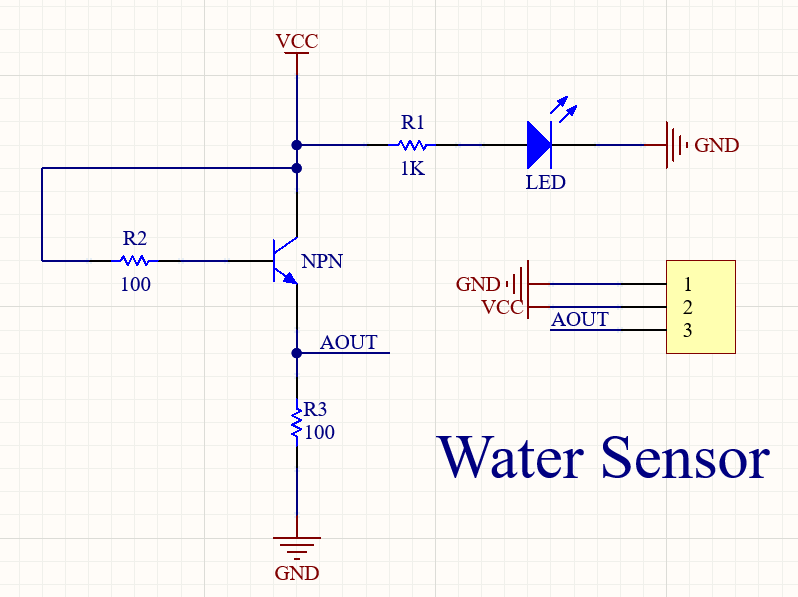 VCC
R1
1K
GND
LED
R2
100
NPN
GND
1
VCC
2
AOUT
3
AOUT
R3
100
Water Sensor
GND